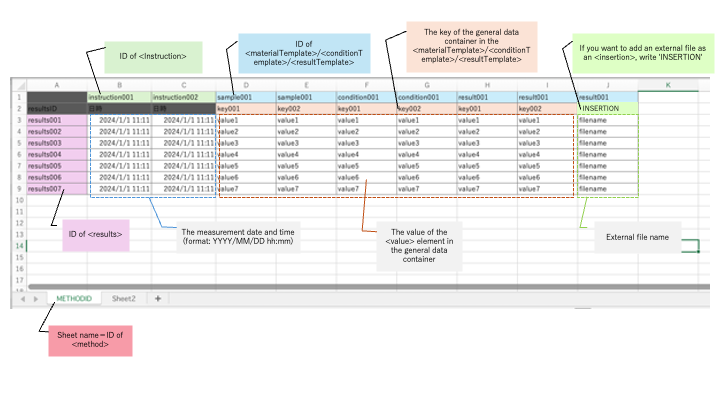 ID of <Instruction>
ID of
<materialTemplate>/<conditionT
emplate>/<resultTemplate>
The key of the general data
container in the
<materialTemplate>/<conditionT
emplate>/<resultTemplate>
If you want to add an external file as
an <insertion>, write 'INSERTION'
A B C D E F G H I J K
1 instruction001 instruction002 sample001 sample001 condition001 condition001 result001 result001 result001
2 resultsID 日時 日時 key001 key002 key001 key002 key001 key002 INSERTION
3 results001 2024/1/1 11:11 2024/1/1 11:11 value1 value1 value1 value1 value1 value1 filename
4 results002 2024/1/1 11:11 2024/1/1 11:11 value2 value2 value2 value2 value2 value2 filename
5 results003 2024/1/1 11:11 2024/1/1 11:11 value3 value3 value3 value3 value3 value3 filename
6 results004 2024/1/1 11:11 2024/1/1 11:11 value4 value4 value4 value4 value4 value4 filename
7 results005 2024/1/1 11:11 2024/1/1 11:11 value5 value5 value5 value5 value5 value5 filename
8 results006 2024/1/1 11:11 2024/1/1 11:11 value6 value6 value6 value6 value6 value6 filename
9 results007 2024/1/1 11:11 2024/1/1 11:11 value7 value7 value7 value7 value7 value7 filename
10
11
12
13
14
15
16
17
18
ID of <results>
The measurement date and time
(format: YYYY/MM/DD hh:mm)
The value of the
<value> element in
the general data
container
External file name
METHODID Sheet2 +
Sheet name＝ID of
<method>